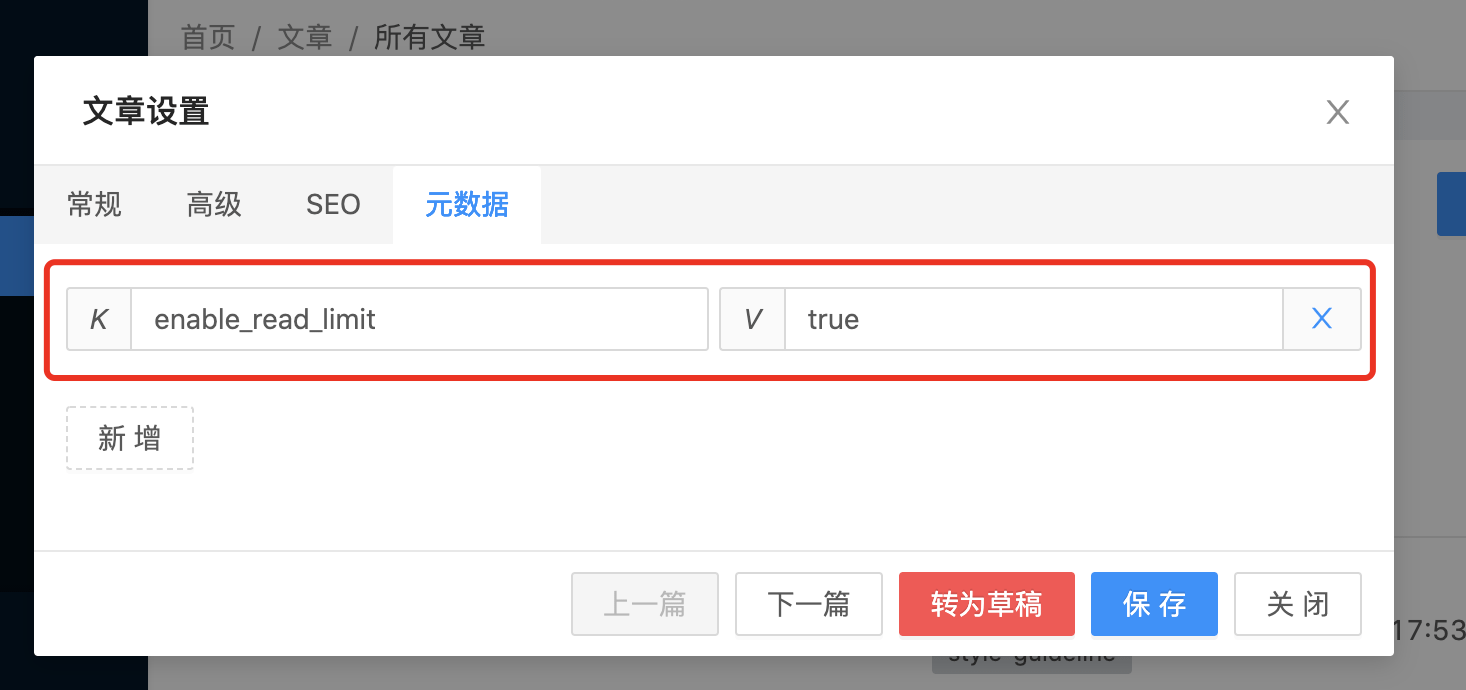 首页 / 文章 / 所有文章
文章设置
X
常规 高级 SEO 元数据
K enable_read_limit V true X
新 增
上一篇 下一篇 转为草稿 保 存 关 闭
17:53
style-guideline